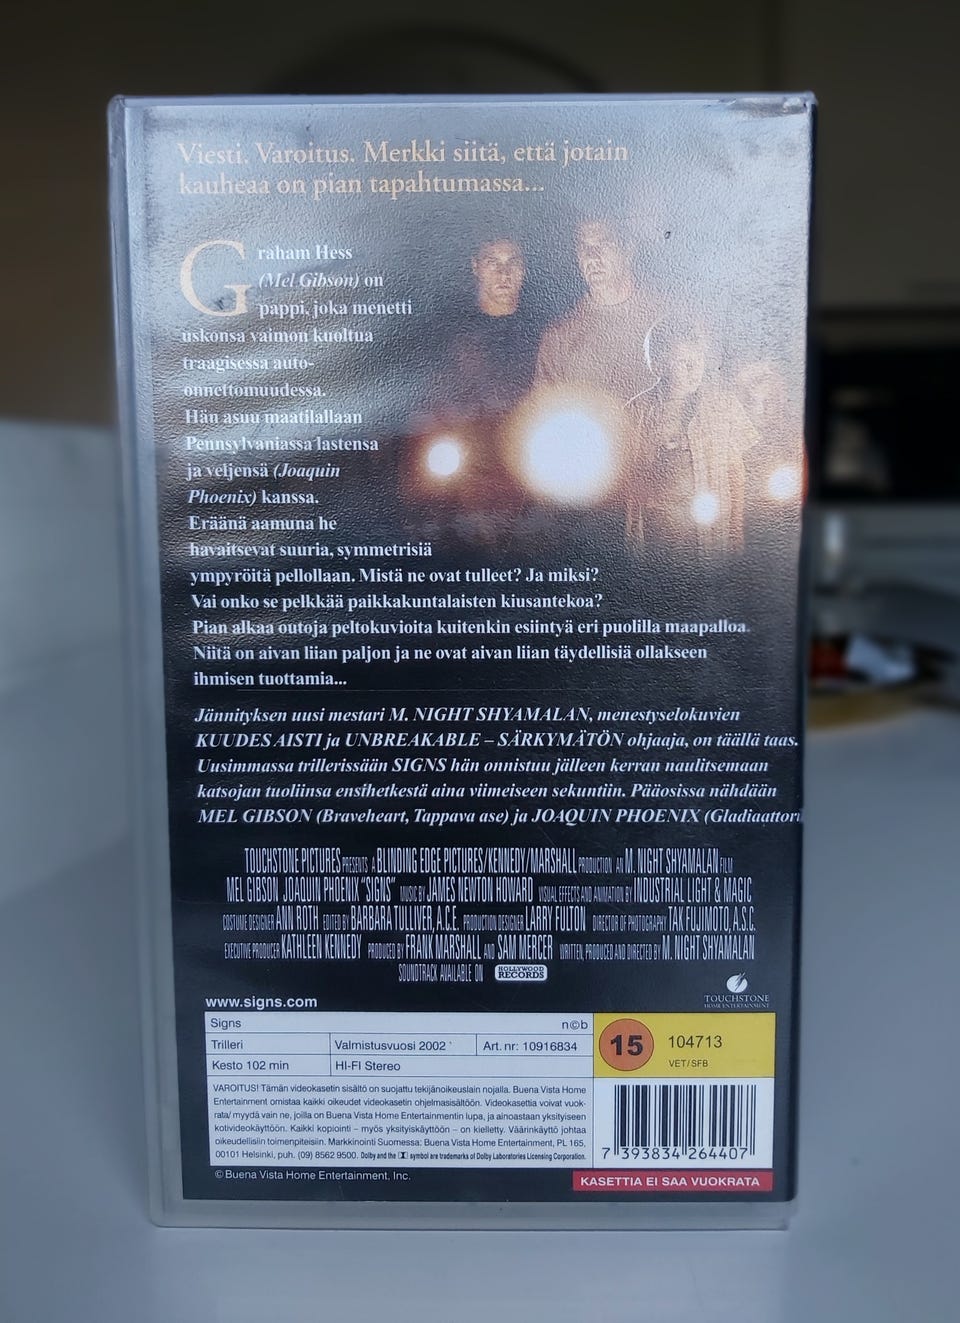 Viesti. Varoitus. Merkki siitä, että jotain
kauheaa on pian tapahtumassa...
Graham Hess
(Mel Gibson) on
pappi, joka menetti
uskonsa vaimon kuoltua
traagisessa auto-
onnettomuudessa.
Hän asuu maatilallaan
Pennsylvaniassa lastensa
ja veljensä (Joaquin
Phoenix) kanssa.
Eräänä aamuna he
havaitsevat suuria, symmetrisiä
ympyröitä pellollaan. Mistä ne ovat tulleet? Ja miksi?
Vai onko se pelkkää paikkakuntalaisten kiusantekoa?
Pian alkaa outoja peltokuvioita kuitenkin esiintyä eri puolilla maapalloa.
Niitä on aivan liian paljon ja ne ovat aivan liian täydellisiä ollakseen
ihmisen tuottamia...
Jännityksen uusi mestari M. NIGHT SHYAMALAN, menestyselokuvien
KUUDES AISTI ja UNBREAKABLE – SÄRKYMÄTÖN ohjaaja, on täällä taas.
Uusimmassa trillerissään SIGNS hän onnistuu jälleen kerran naulitsemaan
katsojan tuoliinsa ensihetkestä aina viimeiseen sekuntiin. Pääosissa nähdään
MEL GIBSON (Braveheart, Tappava ase) ja JOAQUIN PHOENIX (Gladiaattori
TOUCHSTONE PICTURES PRESENTS A BLINDING EDGE PICTURES/KENNEDY/MARSHALL PRODUCTION AN M. NIGHT SHYAMALAN FILM
MEL GIBSON JOAQUIN PHOENIX "SIGNS" MUSIC BY JAMES NEWTON HOWARD VISUAL EFFECTS AND ANIMATION BY INDUSTRIAL LIGHT & MAGIC
COSTUME DESIGNER ANN ROTH EDITED BY BARBARA TULLIVER, A.C.E. PRODUCTION DESIGNER LARRY FULTON DIRECTOR OF PHOTOGRAPHY TAK FUJIMOTO, A.S.C.
EXECUTIVE PRODUCER KATHLEEN KENNEDY PRODUCED BY FRANK MARSHALL AND SAM MERCER WRITTEN, PRODUCED AND DIRECTED BY M. NIGHT SHYAMALAN
SOUNDTRACK AVAILABLE ON HOLLYWOOD RECORDS
TOUCHSTONE
HOME ENTERTAINMENT
www.signs.com
Signs n©b
Trilleri Valmistusvuosi 2002 Art. nr: 10916834
Kesto 102 min HI-FI Stereo
15 104713
VET/SFB
VAROITUS! Tämän videokasetin sisältö on suojattu tekijänoikeuslain nojalla. Buena Vista Home
Entertainment omistaa kaikki oikeudet videokasetin ohjelmasisältöön. Videokasettia voivat vuok-
rata/ myydä vain ne, joilla on Buena Vista Home Entertainmentin lupa, ja ainoastaan yksityiseen
kotivideokäyttöön. Kaikki kopiointi – myös yksityiskäyttöön – on kielletty. Väärinkäyttö johtaa
oikeudellisiin toimenpiteisiin. Markkinointi Suomessa: Buena Vista Home Entertainment, PL 165,
00101 Helsinki, puh. (09) 8562 9500. Dolby and the symbol are trademarks of Dolby Laboratories Licensing Corporation.
7 393834 264407
© Buena Vista Home Entertainment, Inc.
KASETTIA EI SAA VUOKRATA